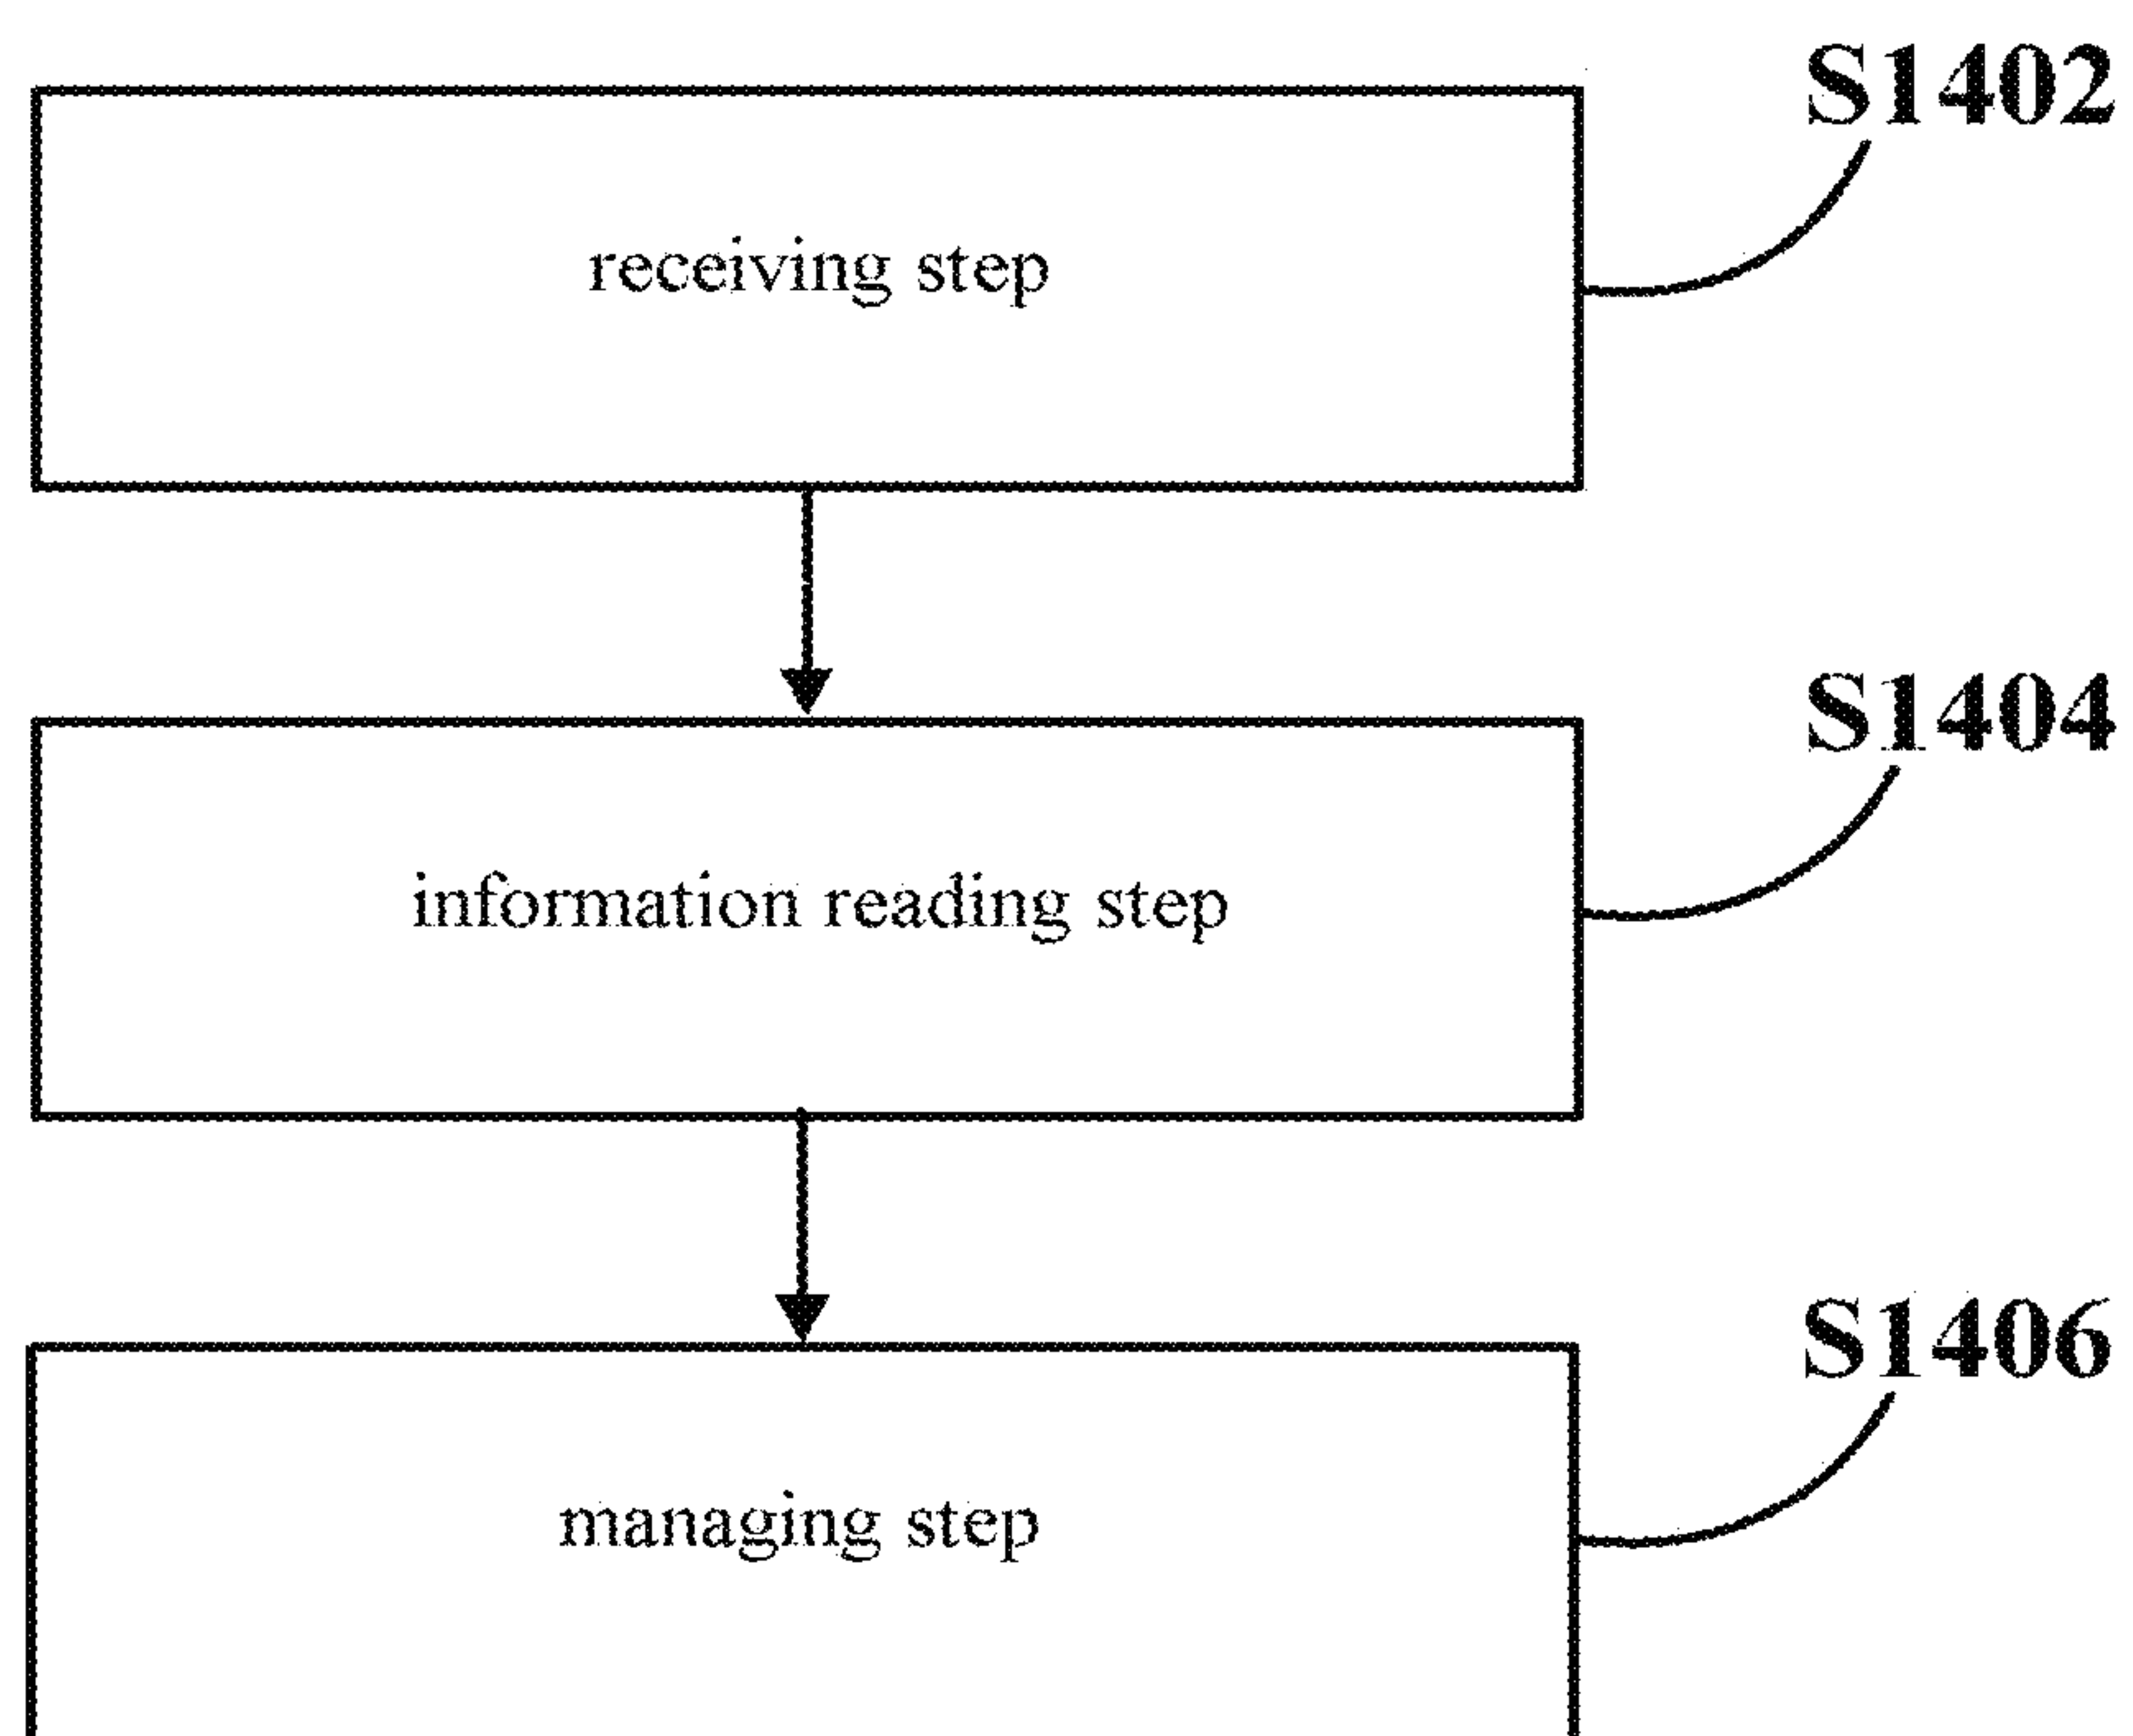 S1402
receiving step
S1404
information reading step
S1406
managing step